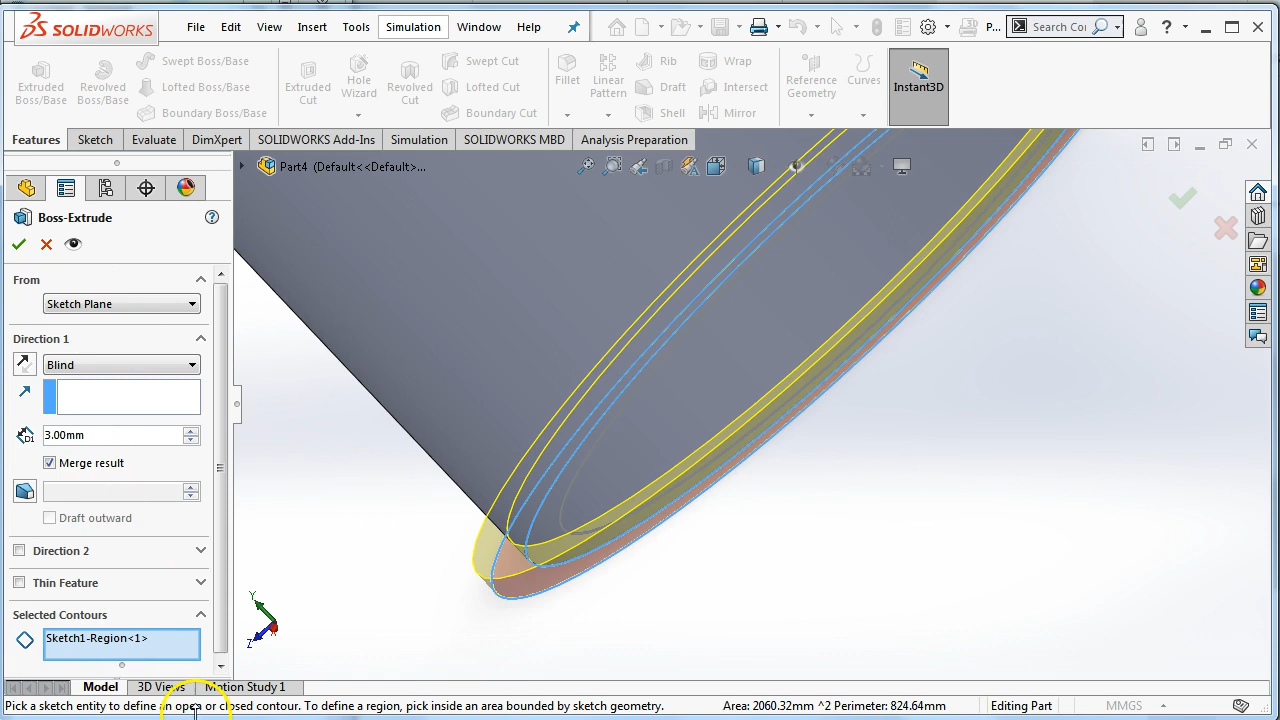 SOLIDWORKS
File Edit View Insert Tools Simulation Window Help
P...
Search Co
?
Extruded Boss/Base
Revolved Boss/Base
Swept Boss/Base
Lofted Boss/Base
Boundary Boss/Base
Extruded Cut
Hole Wizard
Revolved Cut
Swept Cut
Lofted Cut
Boundary Cut
Fillet
Linear Pattern
Rib
Draft
Shell
Wrap
Intersect
Mirror
Reference Geometry
Curves
Instant3D
Features Sketch Evaluate DimXpert SOLIDWORKS Add-Ins Simulation SOLIDWORKS MBD Analysis Preparation
Part4 (Default<<Default>...
Boss-Extrude
?
From
Sketch Plane
Direction 1
Blind
D1
3.00mm
Merge result
Draft outward
Direction 2
Thin Feature
Selected Contours
Sketch1-Region<1>
Y
Z
Model 3D Views Motion Study 1
Pick a sketch entity to define an open or closed contour. To define a region, pick inside an area bounded by sketch geometry. Area: 2060.32mm ^2 Perimeter: 824.64mm Editing Part MMGS